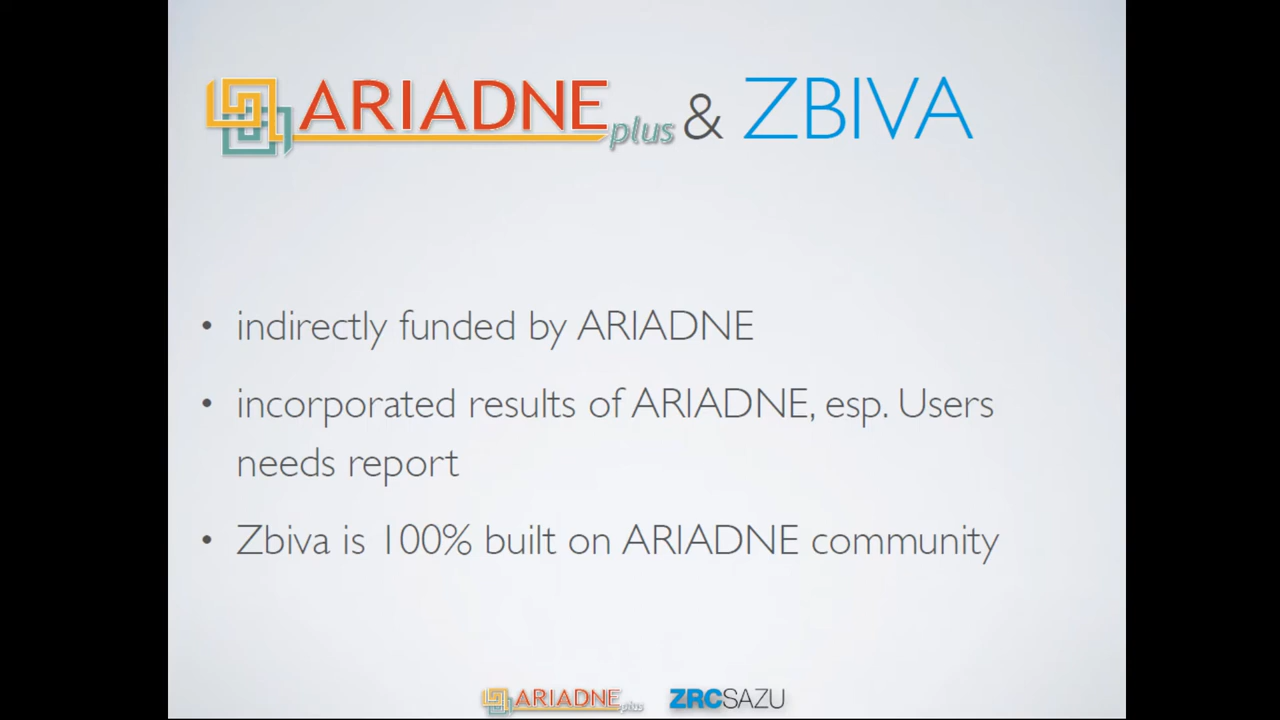 ARIADNE plus & ZBIVA
• indirectly funded by ARIADNE
• incorporated results of ARIADNE, esp. Users
needs report
• Zbiva is 100% built on ARIADNE community
ARIADNE plus ZRC SAZU